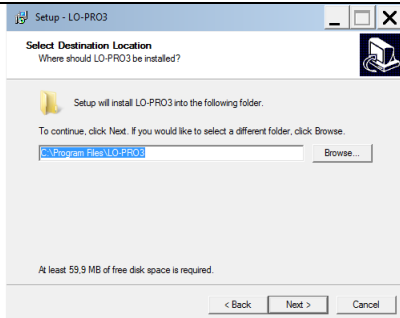 Setup - LO-PRO3
Select Destination Location
Where should LO-PRO3 be installed?
Setup will install LO-PRO3 into the following folder.
To continue, click Next. If you would like to select a different folder, click Browse.
C:\Program Files\LO-PRO3
Browse...
At least 59,9 MB of free disk space is required.
< Back
Next >
Cancel